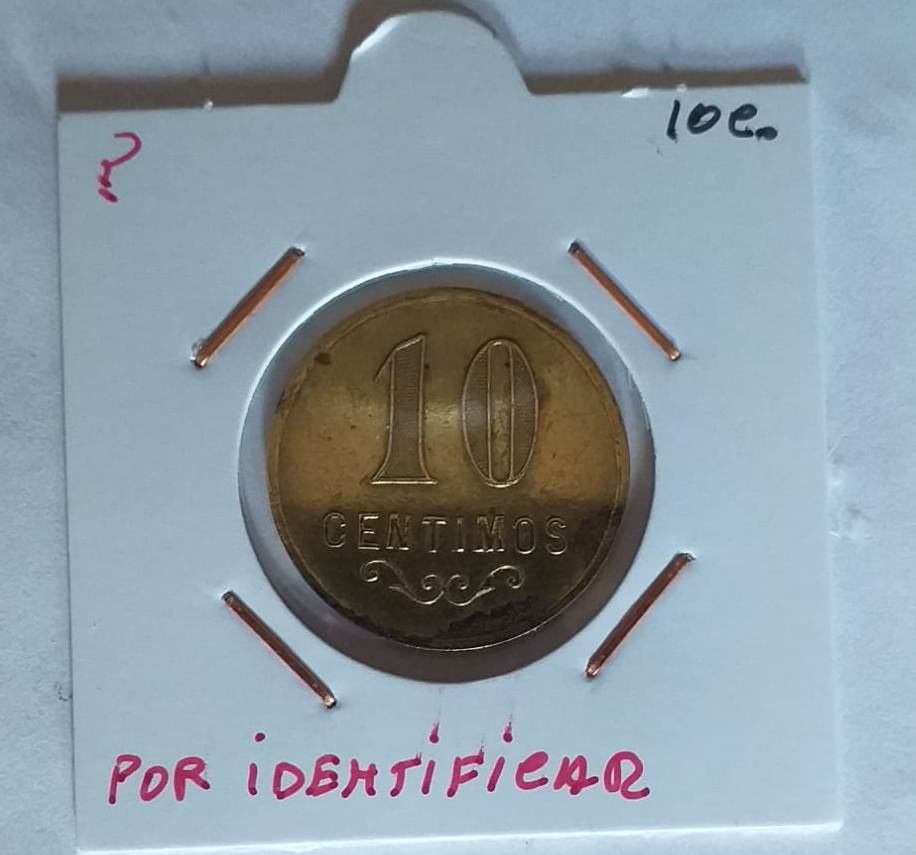 ?
10c.
10
CENTIMOS
POR iDENTiFiCAR